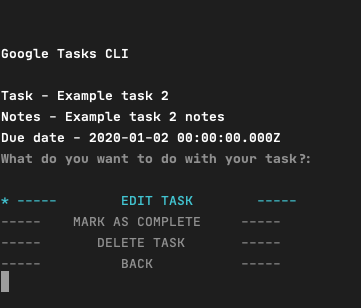 Google Tasks CLI
Task - Example task 2
Notes - Example task 2 notes
Due date - 2020-01-02 00:00:00.000Z
What do you want to do with your task?:
* ----- EDIT TASK -----
----- MARK AS COMPLETE -----
----- DELETE TASK -----
----- BACK -----